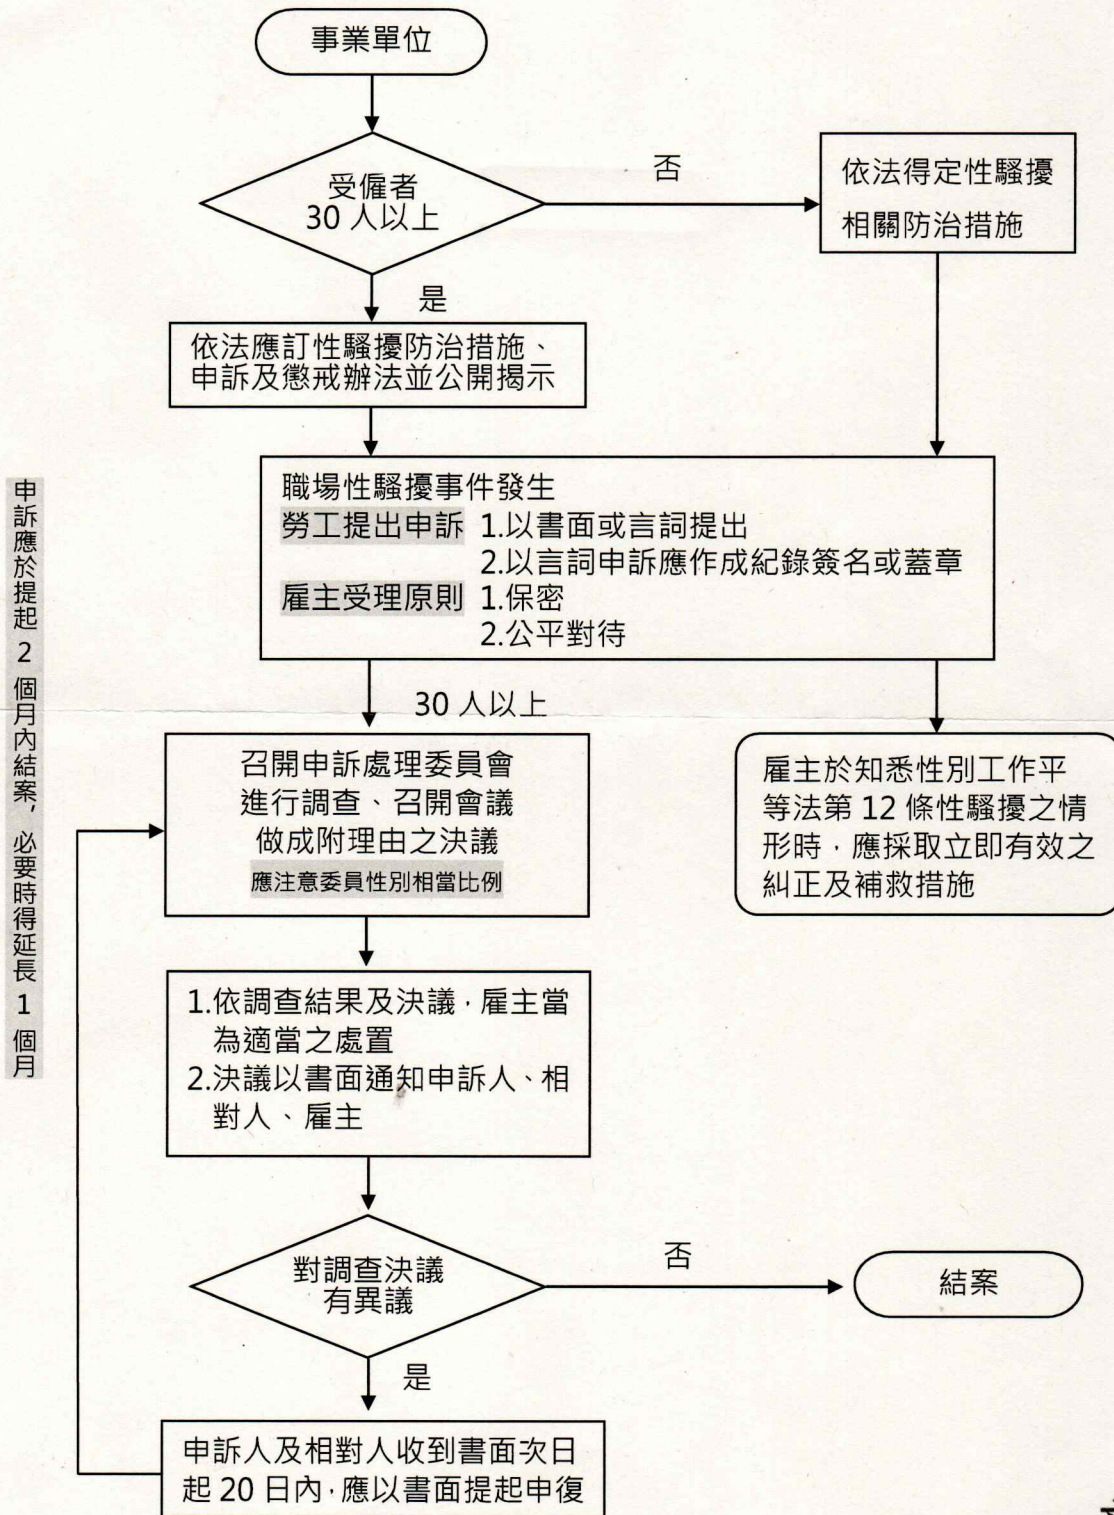 事業單位
受僱者
30 人以上
否
依法得定性騷擾
相關防治措施
是
依法應訂性騷擾防治措施、
申訴及懲戒辦法並公開揭示
職場性騷擾事件發生
勞工提出申訴 1.以書面或言詞提出
2.以言詞申訴應作成紀錄簽名或蓋章
雇主受理原則 1.保密
2.公平對待
申訴應於提起 2 個月內結案，必要時得延長 1 個月
30 人以上
召開申訴處理委員會
進行調查、召開會議
做成附理由之決議
應注意委員性別相當比例
雇主於知悉性別工作平
等法第 12 條性騷擾之情
形時，應採取立即有效之
糾正及補救措施
1.依調查結果及決議，雇主當
為適當之處置
2.決議以書面通知申訴人、相
對人、雇主
對調查決議
有異議
否
結案
是
申訴人及相對人收到書面次日
起 20 日內，應以書面提起申復